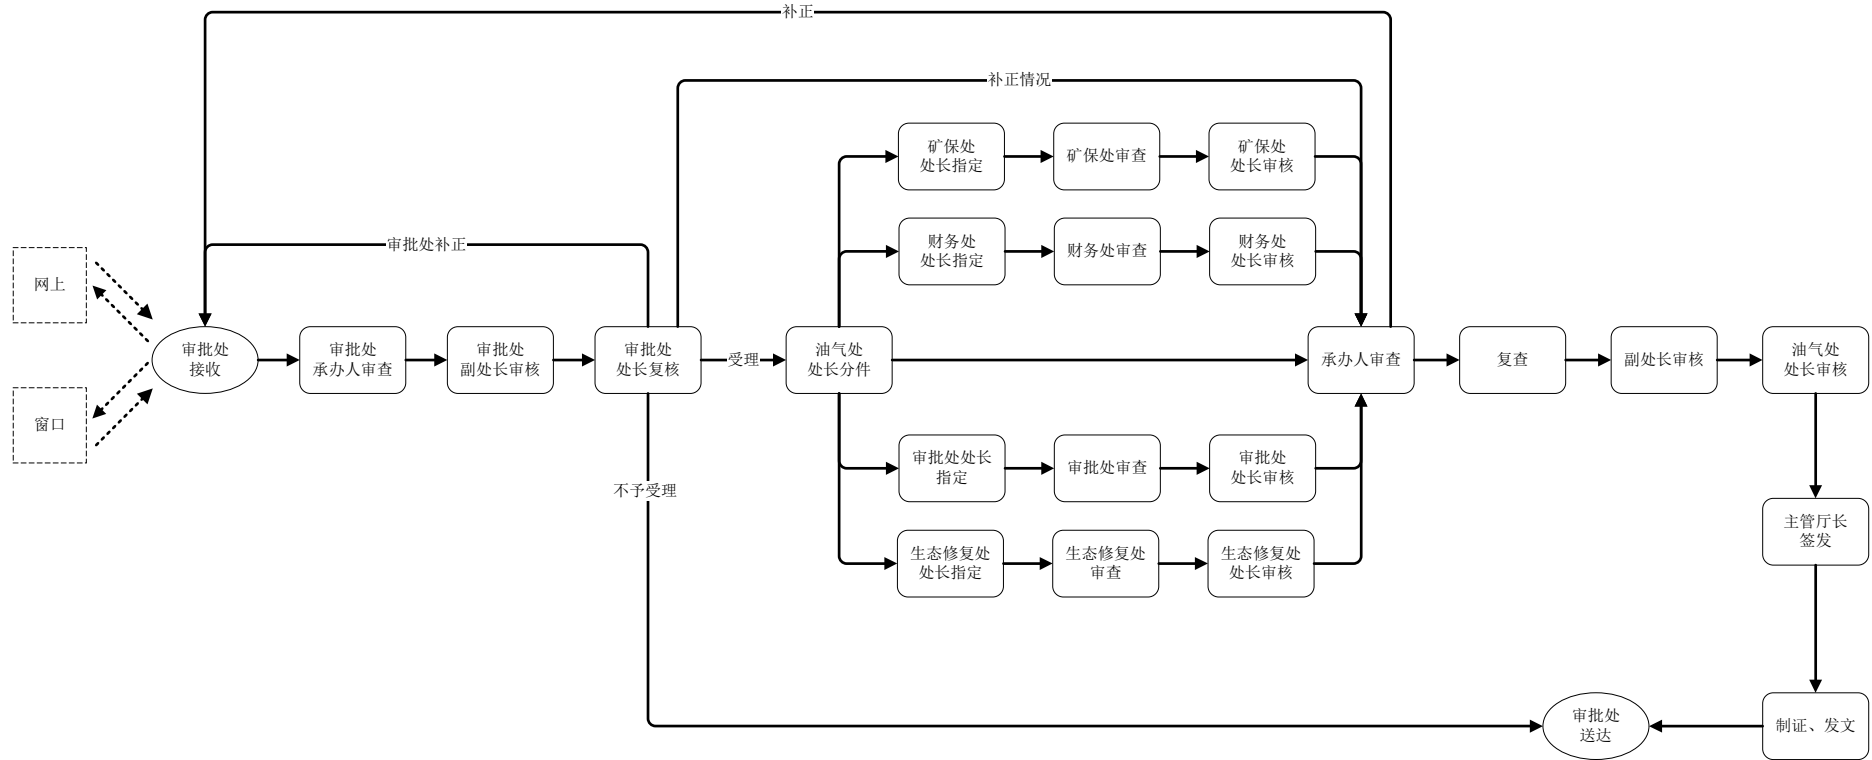 补正
补正情况
矿保处
处长指定
矿保处审查
矿保处
处长审核
审批处补正
财务处
处长指定
财务处审查
财务处
处长审核
网上
窗口
审批处
接收
审批处
承办人审查
审批处
副处长审核
审批处
处长复核
受理
油气处
处长分件
承办人审查
复查
副处长审核
油气处
处长审核
不予受理
审批处处长
指定
审批处审查
审批处
处长审核
生态修复处
处长指定
生态修复处
审查
生态修复处
处长审核
主管厅长
签发
制证、发文
审批处
送达